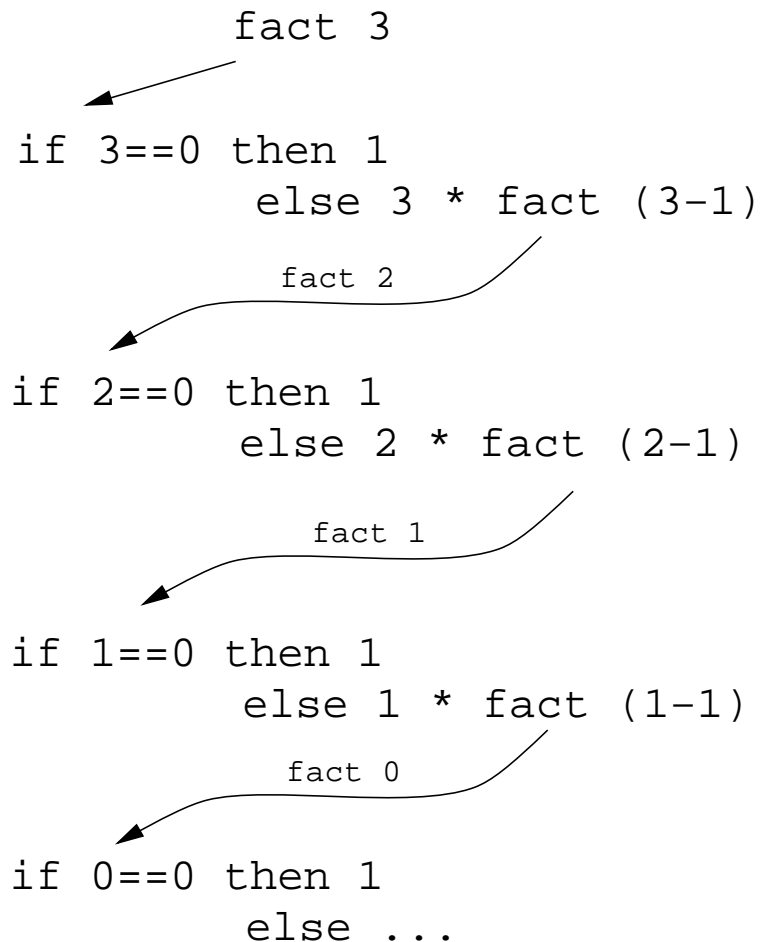 fact 3
if 3==0 then 1
else 3 * fact (3-1)
fact 2
if 2==0 then 1
else 2 * fact (2-1)
fact 1
if 1==0 then 1
else 1 * fact (1-1)
fact 0
if 0==0 then 1
else ...